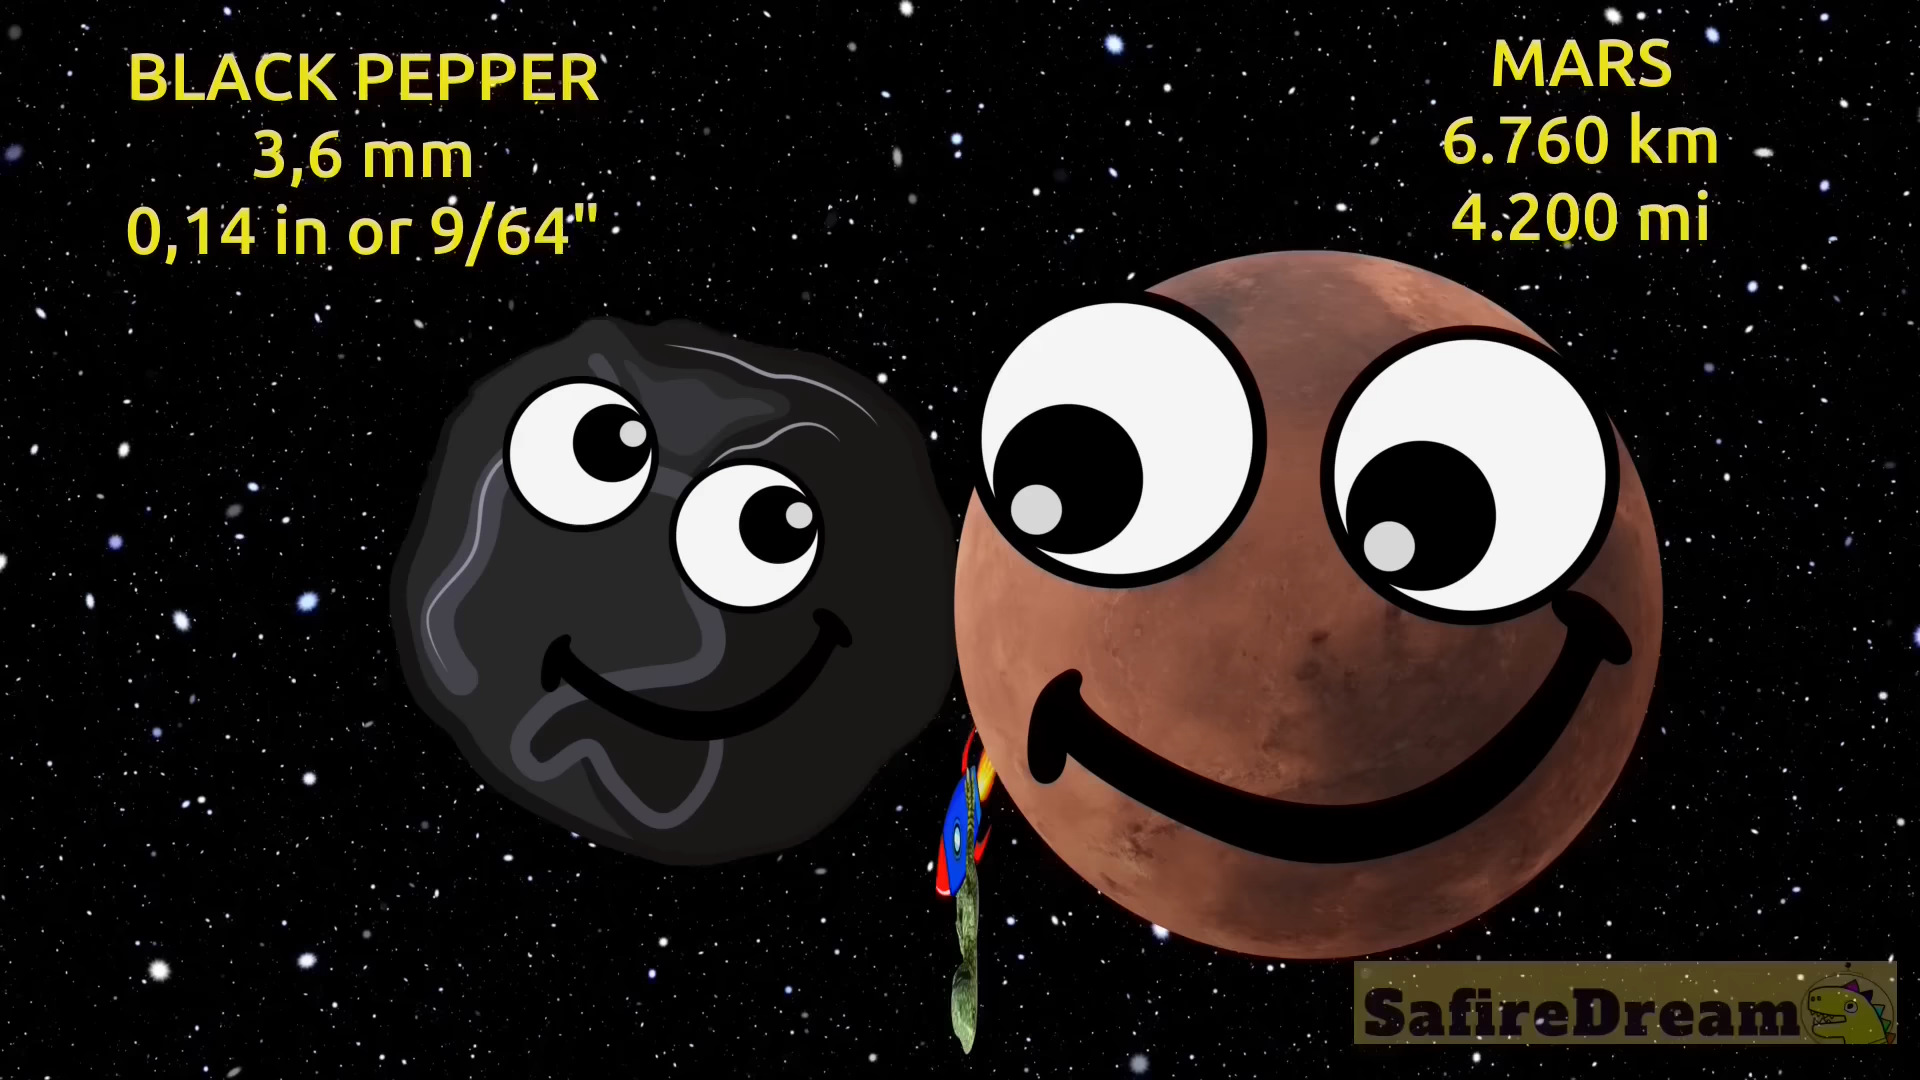 BLACK PEPPER
3,6 mm
0,14 in or 9/64"
MARS
6.760 km
4.200 mi
SafireDream